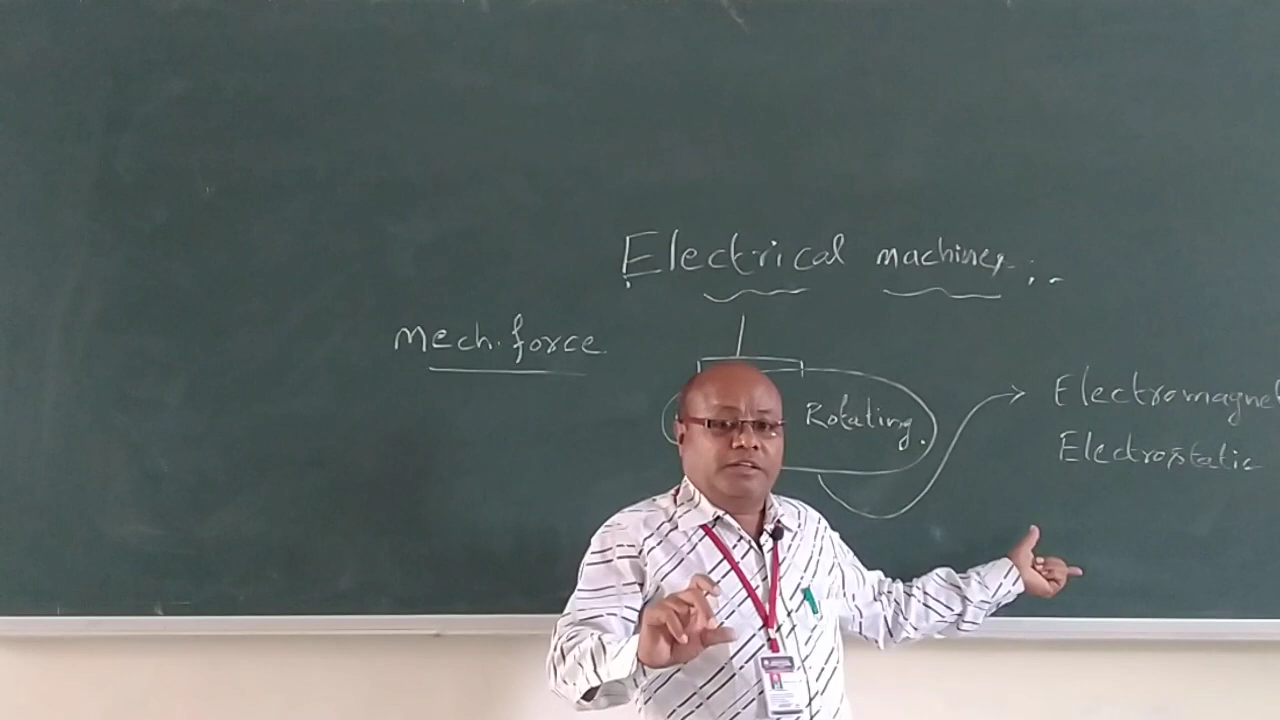 Electrical machines:-
Mech. force
Rotating.
Electromagnet
Electrostatic